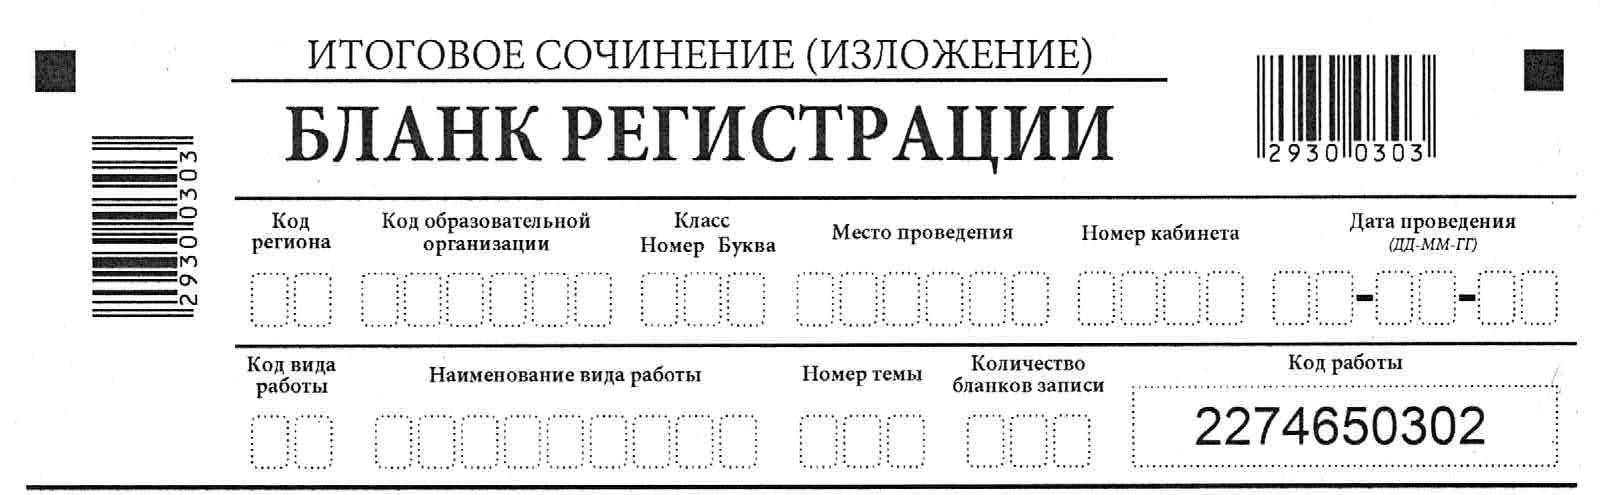 ИТОГОВОЕ СОЧИНЕНИЕ (ИЗЛОЖЕНИЕ)
БЛАНК РЕГИСТРАЦИИ
2930 0303
2930 0303
Код региона
Код образовательной организации
Класс
Номер Буква
Место проведения
Номер кабинета
Дата проведения
(ДД-ММ-ГГ)
Код вида работы
Наименование вида работы
Номер темы
Количество бланков записи
Код работы
2274650302